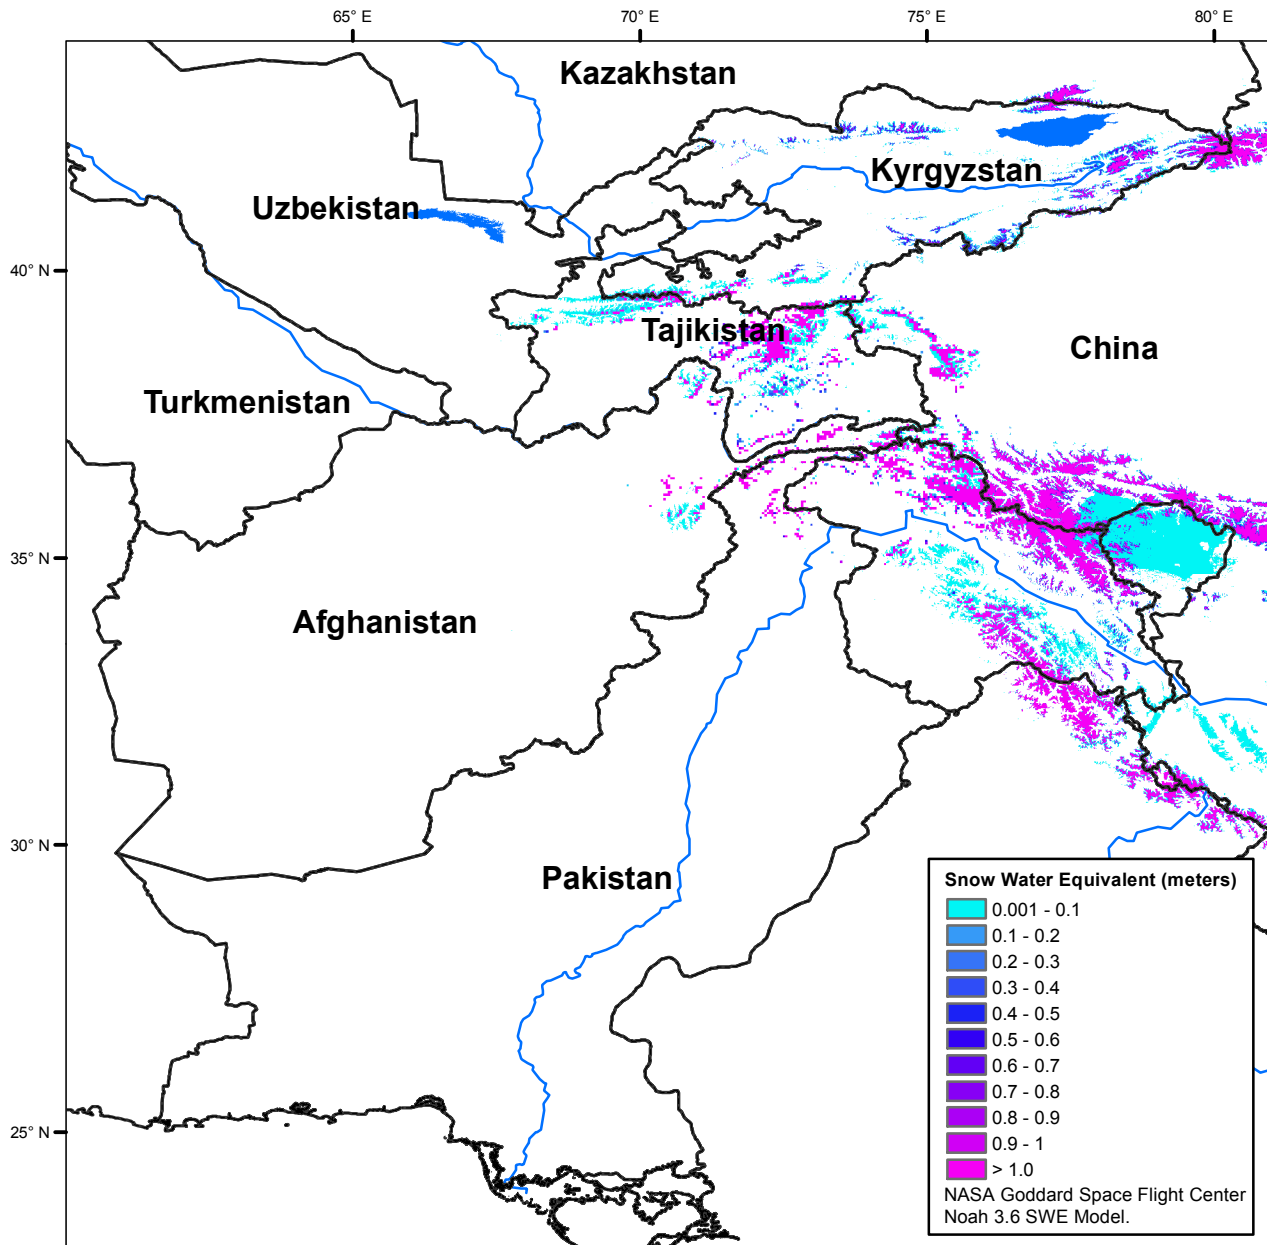 65° E
70° E
75° E
80° E
Kazakhstan
Kyrgyzstan
Uzbekistan
40° N
Tajikistan
China
Turkmenistan
35° N
Afghanistan
30° N
Pakistan
25° N
Snow Water Equivalent (meters)
0.001 - 0.1
0.1 - 0.2
0.2 - 0.3
0.3 - 0.4
0.4 - 0.5
0.5 - 0.6
0.6 - 0.7
0.7 - 0.8
0.8 - 0.9
0.9 - 1
> 1.0
NASA Goddard Space Flight Center
Noah 3.6 SWE Model.